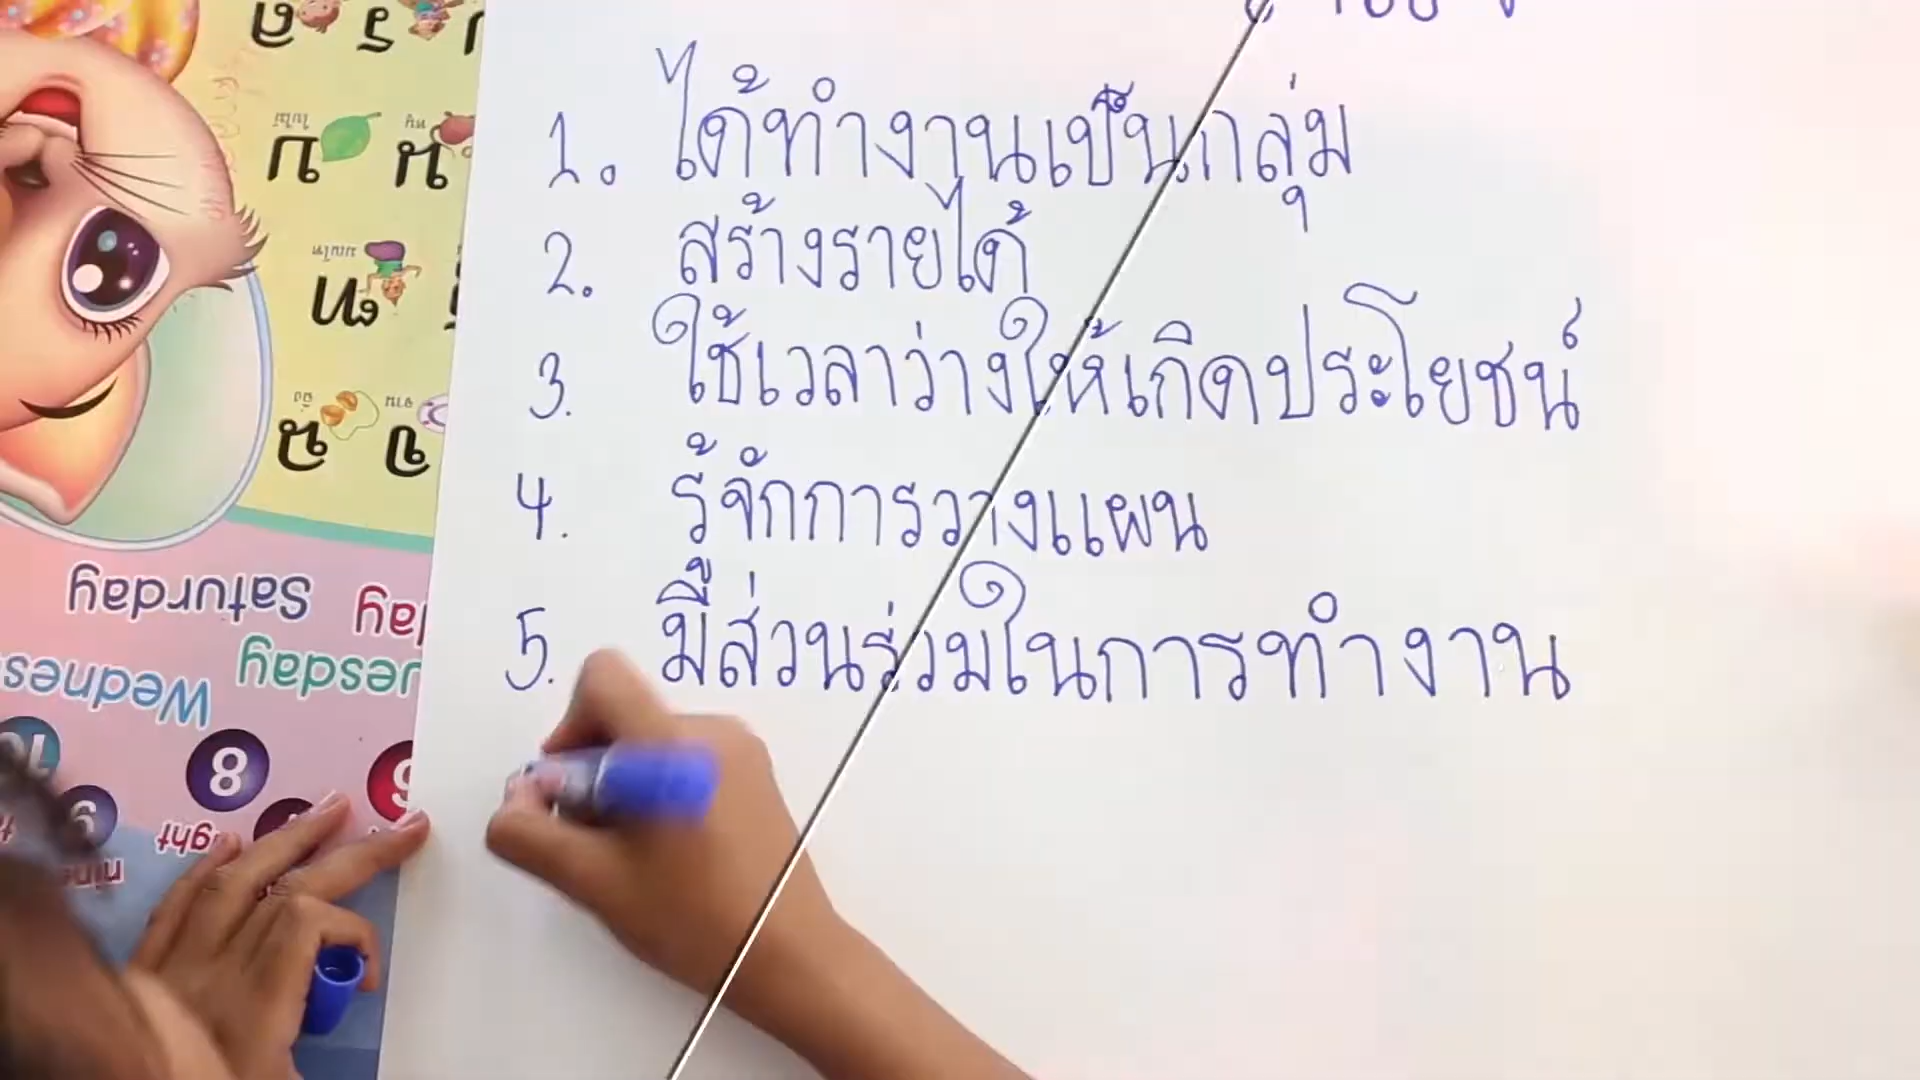 1. ได้ทำงานเป็นกลุ่ม
2. สร้างรายได้
3. ใช้เวลาว่างให้เกิดประโยชน์
4. รู้จักการวางแผน
5. มีส่วนร่วมในการทำงาน
Saturday
Wednes
uesday
8
9